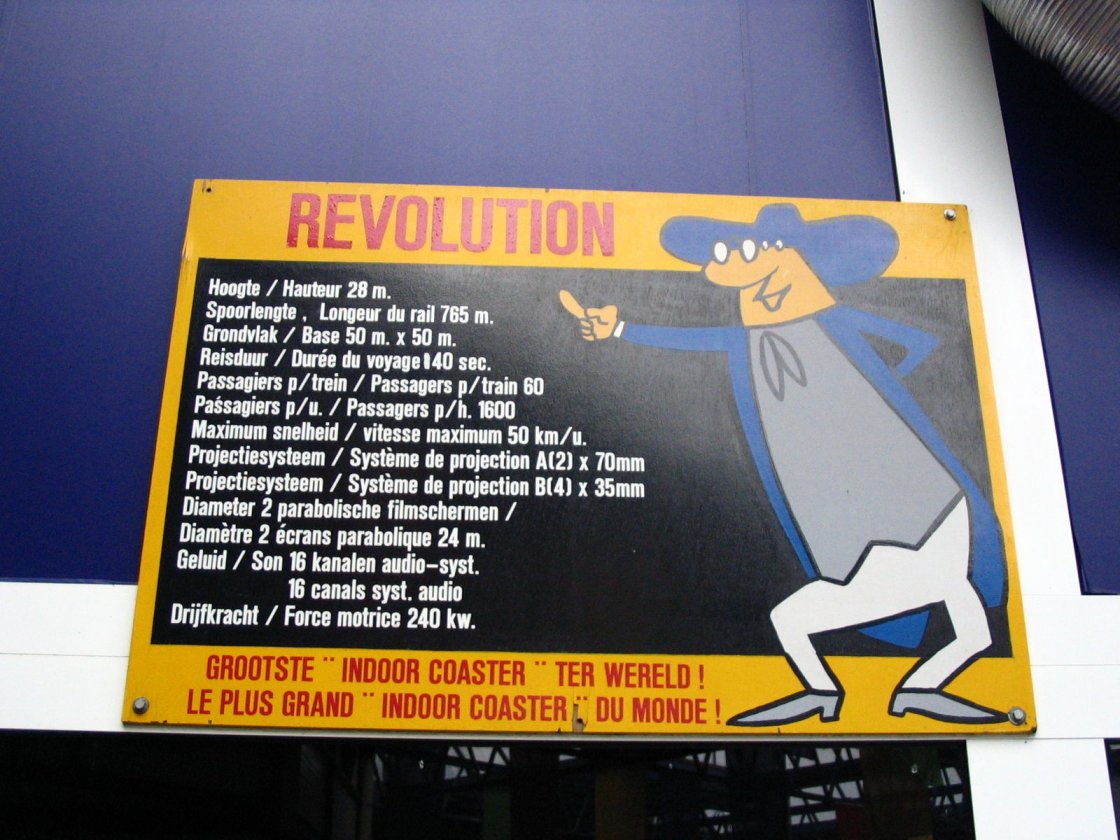 REVOLUTION
Hoogte / Hauteur 28 m.
Spoorlengte , Longeur du rail 765 m.
Grondvlak / Base 50 m. x 50 m.
Reisduur / Durée du voyage 140 sec.
Passagiers p/trein / Passagers p/train 60
Passagiers p/u. / Passagers p/h. 1600
Maximum snelheid / vitesse maximum 50 km/u.
Projectiesysteem / Système de projection A(2) x 70mm
Projectiesysteem / Système de projection B(4) x 35mm
Diameter 2 parabolische filmschermen /
Diamètre 2 écrans parabolique 24 m.
Geluid / Son 16 kanalen audio-syst.
16 canals syst. audio
Drijfkracht / Force motrice 240 kw.
GROOTSTE ¨ INDOOR COASTER ¨ TER WERELD !
LE PLUS GRAND ¨ INDOOR COASTER ¨ DU MONDE !